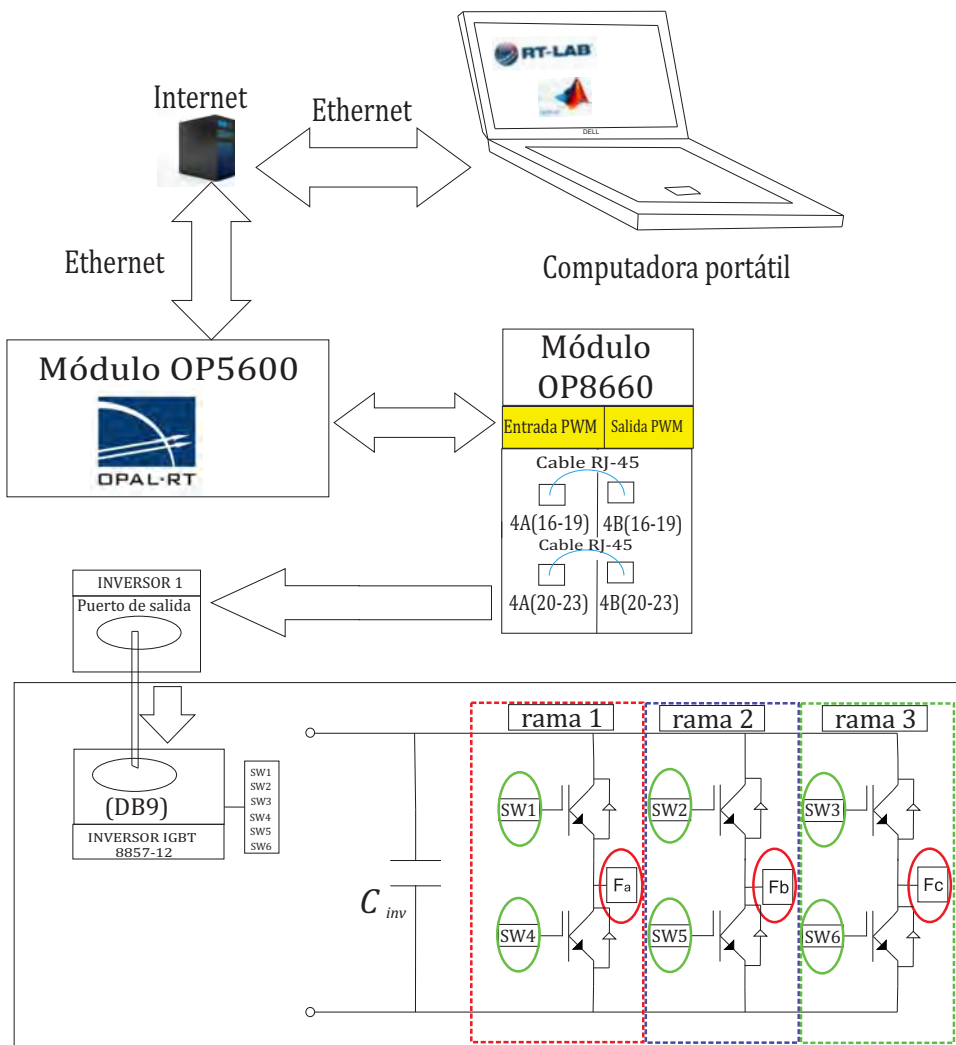 RT-LAB
Internet
Ethernet
DELL
Ethernet
Computadora portátil
Módulo OP5600
OPAL-RT
Módulo
OP8660
Entrada PWM
Salida PWM
Cable RJ-45
4A(16-19)
4B(16-19)
Cable RJ-45
4A(20-23)
4B(20-23)
INVERSOR 1
Puerto de salida
(DB9)
INVERSOR IGBT
8857-12
SW1
SW2
SW3
SW4
SW5
SW6
C inv
rama 1
rama 2
rama 3
SW1
SW2
SW3
Fa
Fb
Fc
SW4
SW5
SW6